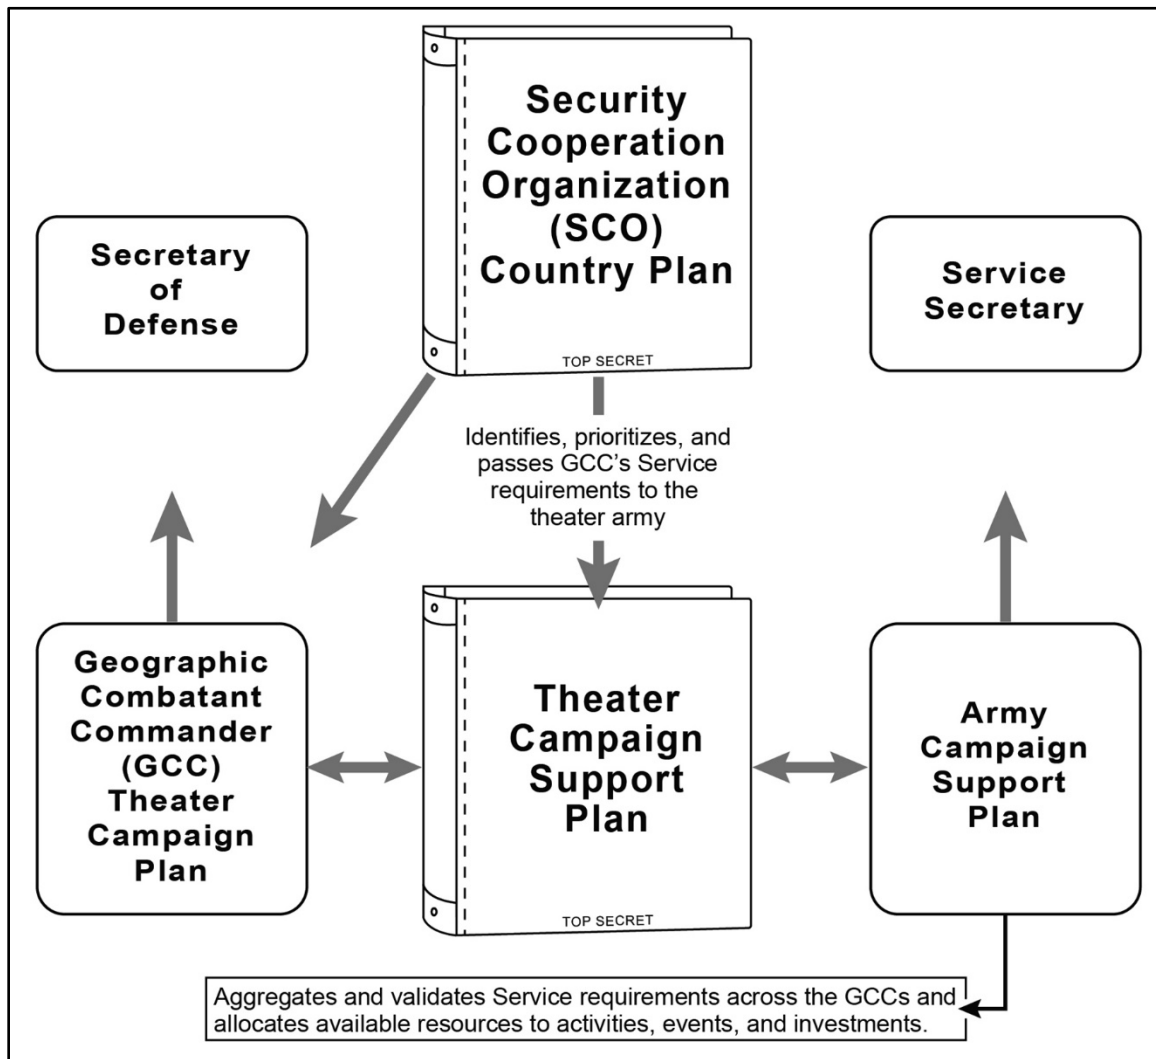 Security
Cooperation
Organization
(SCO)
Country Plan
TOP SECRET
Secretary
of
Defense
Service
Secretary
Identifies, prioritizes, and
passes GCC's Service
requirements to the
theater army
Geographic
Combatant
Commander
(GCC)
Theater
Campaign
Plan
Theater
Campaign
Support
Plan
TOP SECRET
Army
Campaign
Support
Plan
Aggregates and validates Service requirements across the GCCs and
allocates available resources to activities, events, and investments.